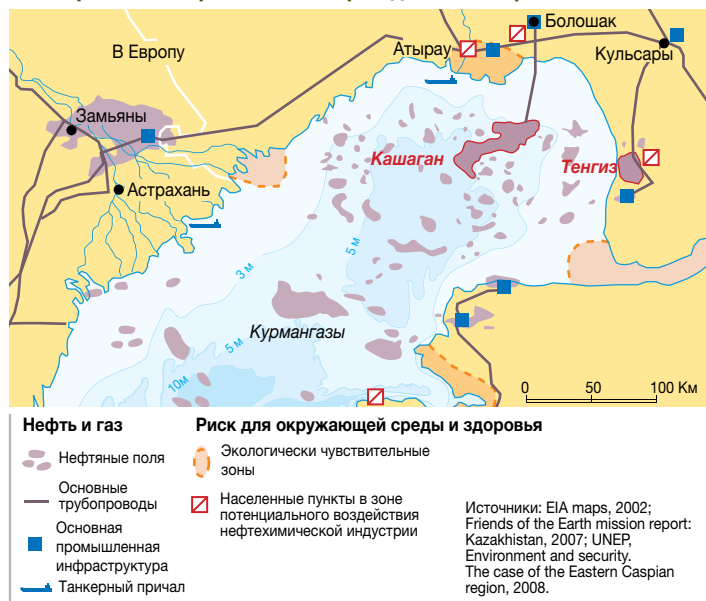 Болошак
В Европу
Атырау
Кульсары
Замьяны
Кашаган
Тенгиз
Астрахань
3 м
5 м
Курмангазы
5 м
10м
0 50 100 Км
Нефть и газ
Нефтяные поля
Основные
трубопроводы
Основная
промышленная
инфраструктура
Танкерный причал
Риск для окружающей среды и здоровья
Экологически чувствительные
зоны
Населенные пункты в зоне
потенциального воздействия
нефтехимической индустрии
Источники: EIA maps, 2002;
Friends of the Earth mission report:
Kazakhstan, 2007; UNEP,
Environment and security.
The case of the Eastern Caspian
region, 2008.